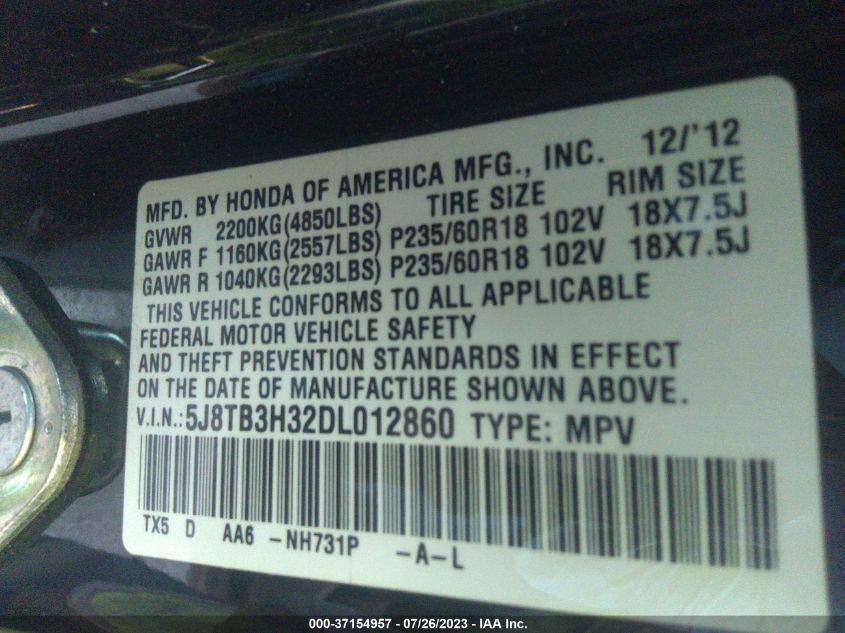 MFD. BY HONDA OF AMERICA MFG., INC. 12/'12
GVWR 2200KG(4850LBS) TIRE SIZE RIM SIZE
GAWR F 1160KG(2557LBS) P235/60R18 102V 18X7.5J
GAWR R 1040KG(2293LBS) P235/60R18 102V 18X7.5J
THIS VEHICLE CONFORMS TO ALL APPLICABLE
FEDERAL MOTOR VEHICLE SAFETY
AND THEFT PREVENTION STANDARDS IN EFFECT
ON THE DATE OF MANUFACTURE SHOWN ABOVE.
V.I.N.: 5J8TB3H32DL012860 TYPE: MPV
TX5 D AA6 -NH731P -A-L
000-37154957 / 07/26/2023 - IAA Inc.